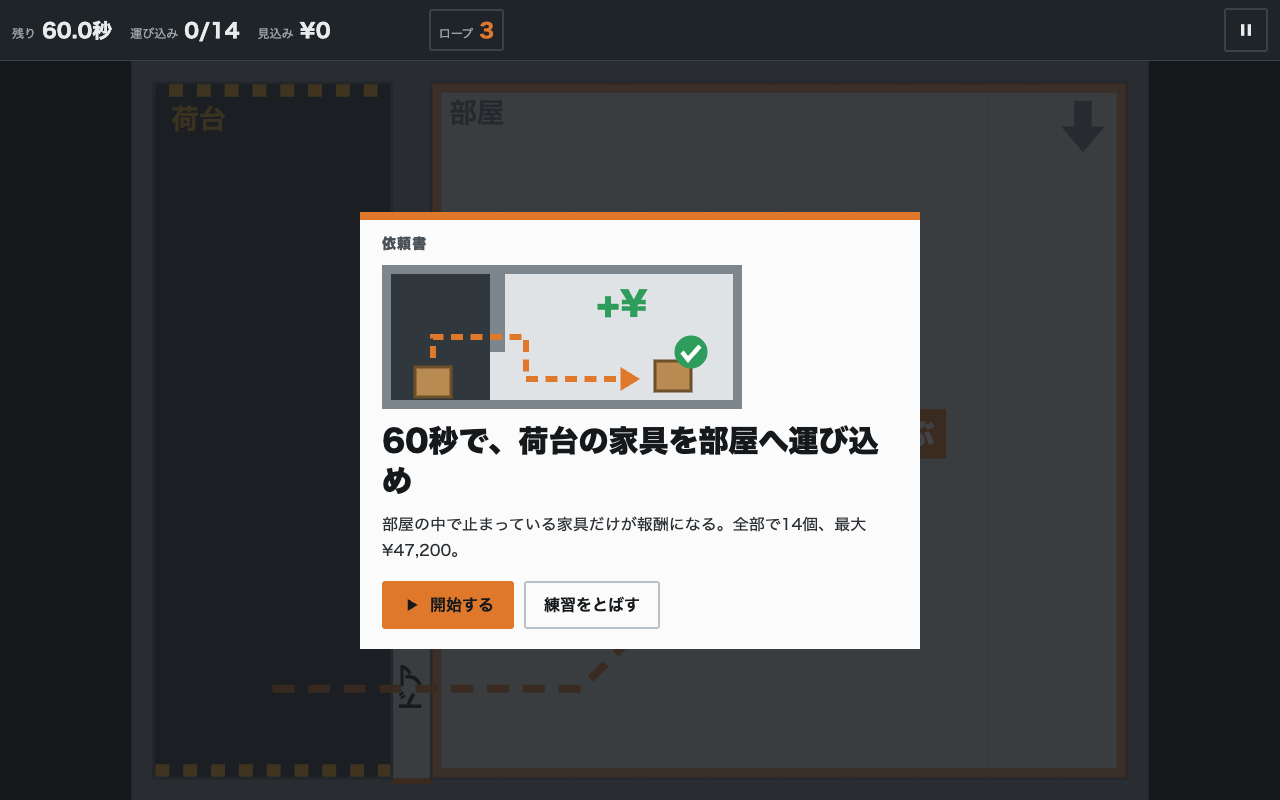 残り 60.0秒 運び込み 0/14 見込み ¥0 ロープ 3
荷台
部屋
依頼書
+¥
60秒で、荷台の家具を部屋へ運び込
め
部屋の中で止まっている家具だけが報酬になる。全部で14個、最大
¥47,200。
▶ 開始する 練習をとばす